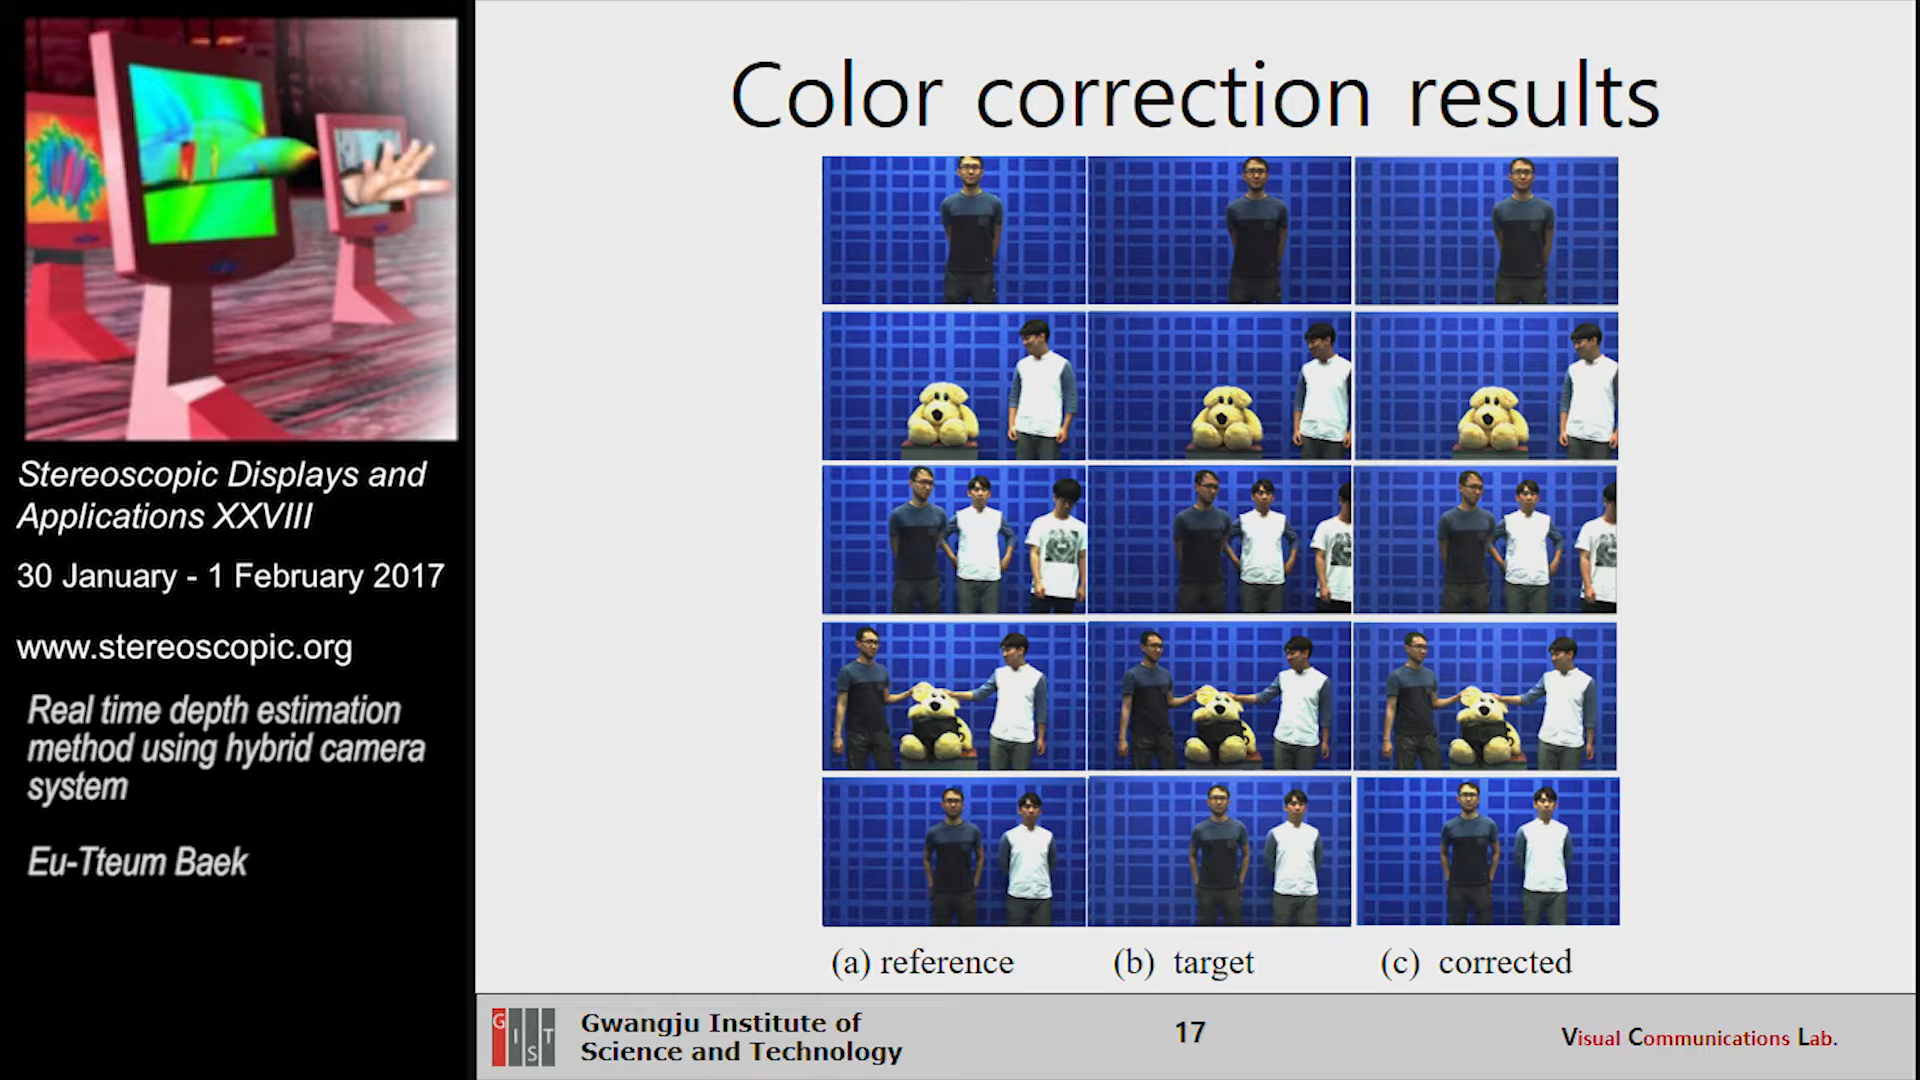 Stereoscopic Displays and
Applications XXVIII
30 January - 1 February 2017
www.stereoscopic.org
Real time depth estimation
method using hybrid camera
system
Eu-Tteum Baek
Color correction results
(a) reference
(b) target
(c) corrected
GIST
Gwangju Institute of
Science and Technology
17
Visual Communications Lab.